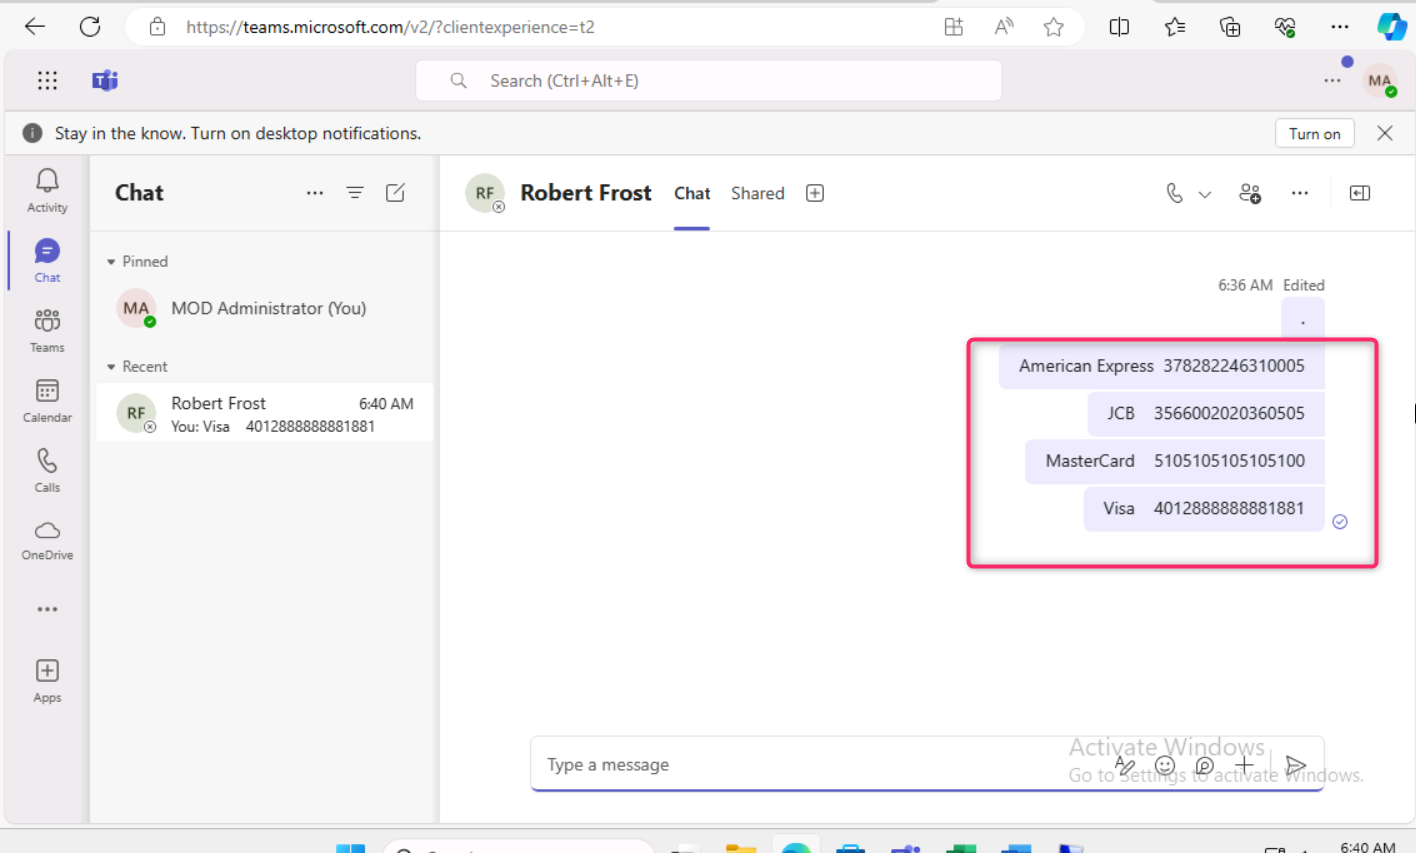 https://teams.microsoft.com/v2/?clientexperience=t2
Search (Ctrl+Alt+E)
MA
Stay in the know. Turn on desktop notifications.
Turn on
Activity
Chat
Teams
Calendar
Calls
OneDrive
Apps
Chat
Pinned
MA MOD Administrator (You)
Recent
RF Robert Frost 6:40 AM
You: Visa 4012888888881881
RF Robert Frost Chat Shared
6:36 AM Edited
.
American Express 378282246310005
JCB 3566002020360505
MasterCard 5105105105105100
Visa 4012888888881881
Type a message
Activate Windows
Go to Settings to activate Windows.
6:40 AM